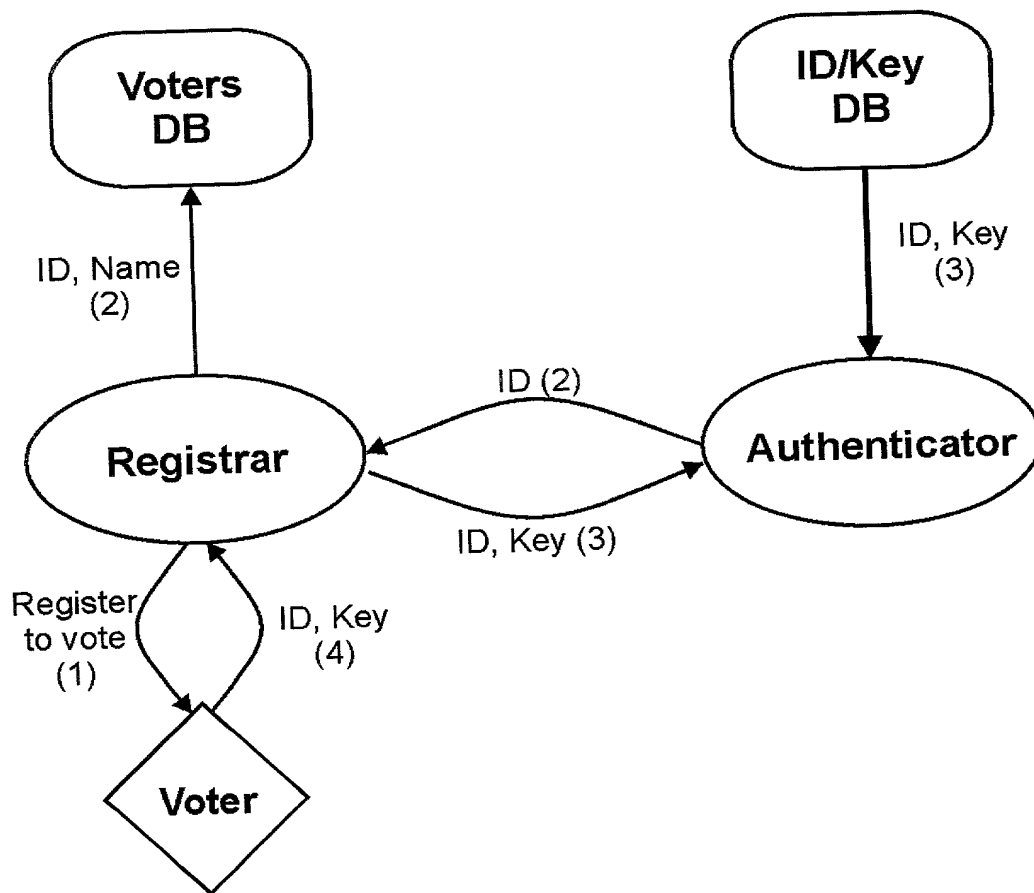 Voters
DB
ID/Key
DB
ID, Name
(2)
ID, Key
(3)
ID (2)
Registrar
Authenticator
ID, Key (3)
Register
to vote
(1)
ID, Key
(4)
Voter